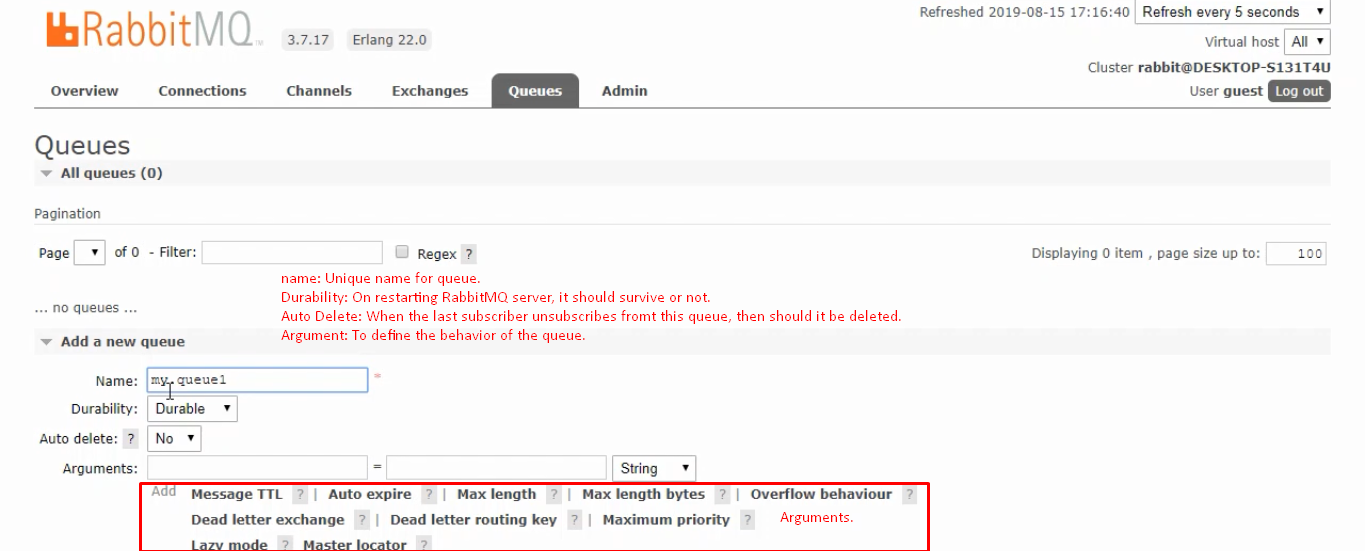 RabbitMQ™ 3.7.17 Erlang 22.0
Refreshed 2019-08-15 17:16:40 Refresh every 5 seconds
Virtual host All
Cluster rabbit@DESKTOP-S131T4U
User guest Log out
Overview Connections Channels Exchanges Queues Admin
Queues
All queues (0)
Pagination
Page of 0 - Filter: Regex ? Displaying 0 item , page size up to: 100
name: Unique name for queue.
Durability: On restarting RabbitMQ server, it should survive or not.
... no queues ...
Auto Delete: When the last subscriber unsubscribes fromt this queue, then should it be deleted.
Argument: To define the behavior of the queue.
Add a new queue
Name: my.queue1 *
Durability: Durable
Auto delete: ? No
Arguments: = String
Add Message TTL ? | Auto expire ? | Max length ? | Max length bytes ? | Overflow behaviour ?
Dead letter exchange ? | Dead letter routing key ? | Maximum priority ? Arguments.
Lazy mode ? Master locator ?